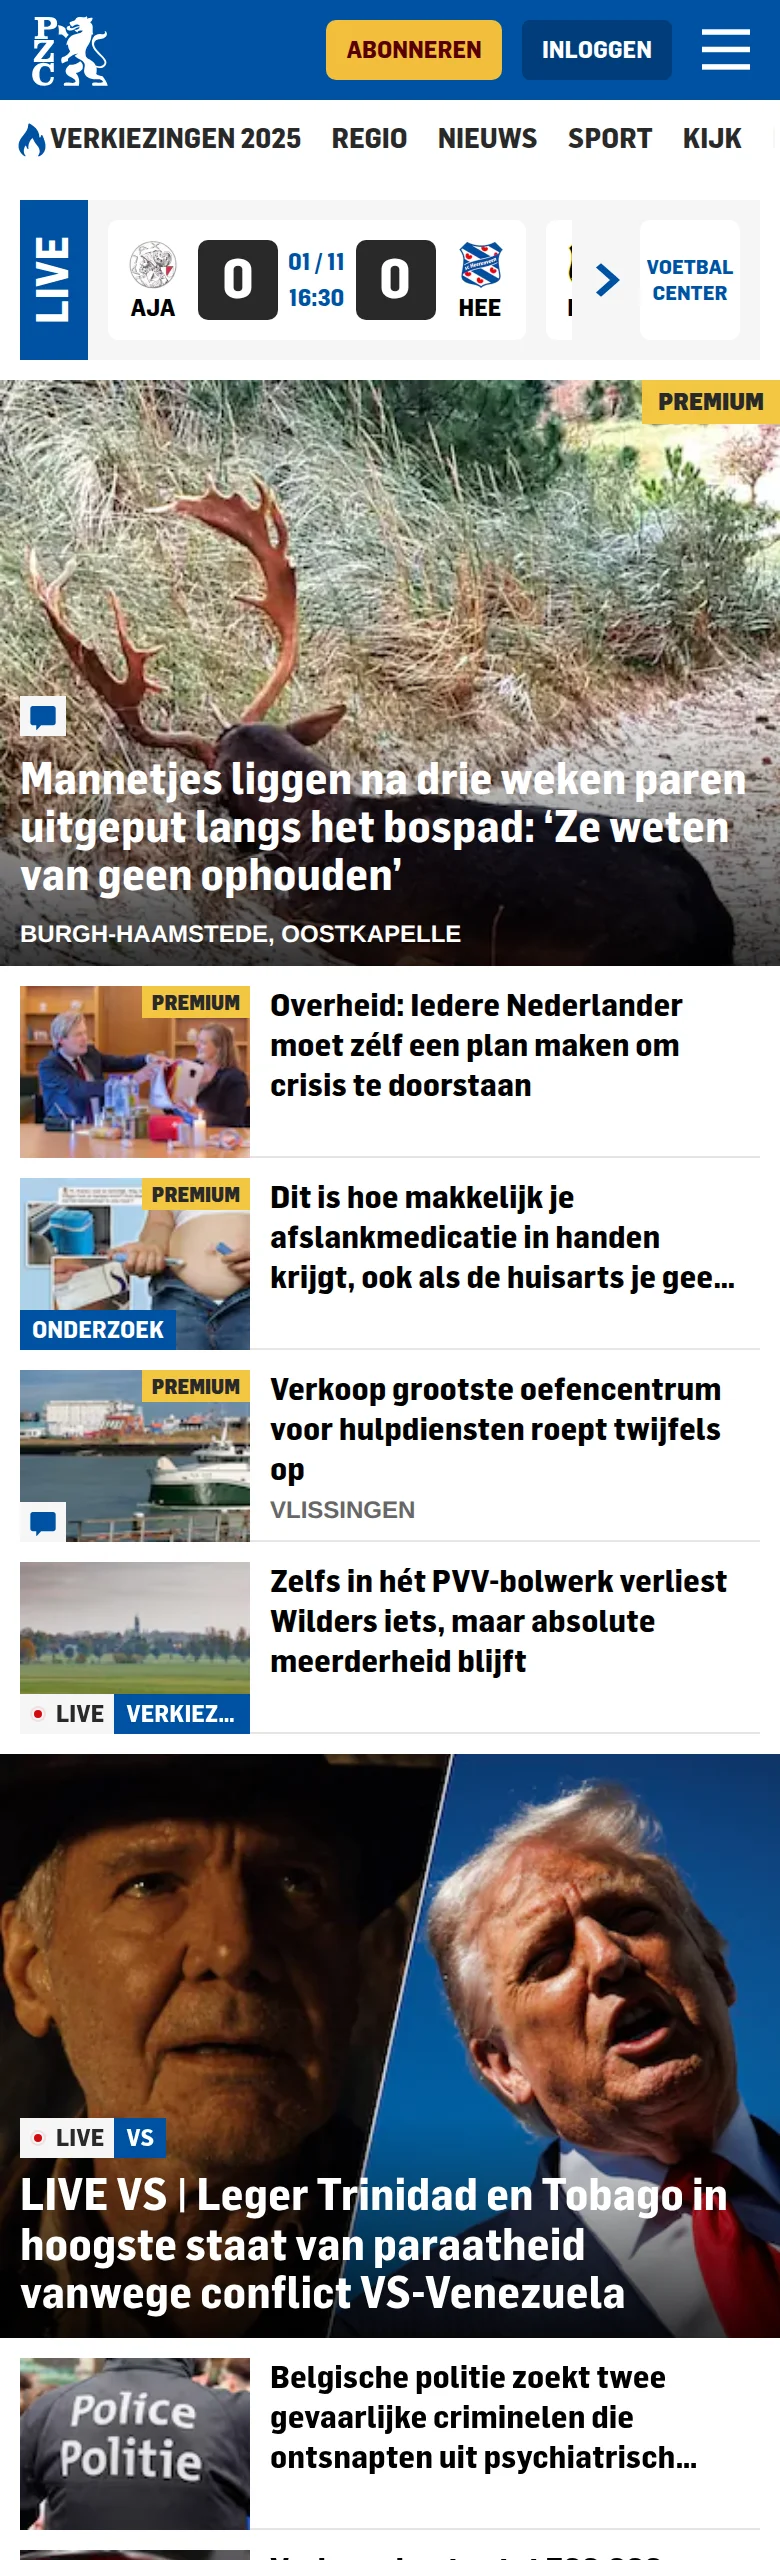 PZC
ABONNEREN
INLOGGEN
VERKIEZINGEN 2025
REGIO
NIEUWS
SPORT
KIJK
LIVE
AJA
0
01 / 11
16:30
0
HEE
VOETBAL
CENTER
PREMIUM
Mannetjes liggen na drie weken paren
uitgeput langs het bospad: ‘Ze weten
van geen ophouden’
BURGH-HAAMSTEDE, OOSTKAPELLE
PREMIUM
Overheid: Iedere Nederlander
moet zélf een plan maken om
crisis te doorstaan
PREMIUM
ONDERZOEK
Dit is hoe makkelijk je
afslankmedicatie in handen
krijgt, ook als de huisarts je gee...
PREMIUM
Verkoop grootste oefencentrum
voor hulpdiensten roept twijfels
op
VLISSINGEN
LIVE
VERKIEZ...
Zelfs in hét PVV-bolwerk verliest
Wilders iets, maar absolute
meerderheid blijft
LIVE
VS
LIVE VS | Leger Trinidad en Tobago in
hoogste staat van paraatheid
vanwege conflict VS-Venezuela
Police
Politie
Belgische politie zoekt twee
gevaarlijke criminelen die
ontsnapten uit psychiatrisch...